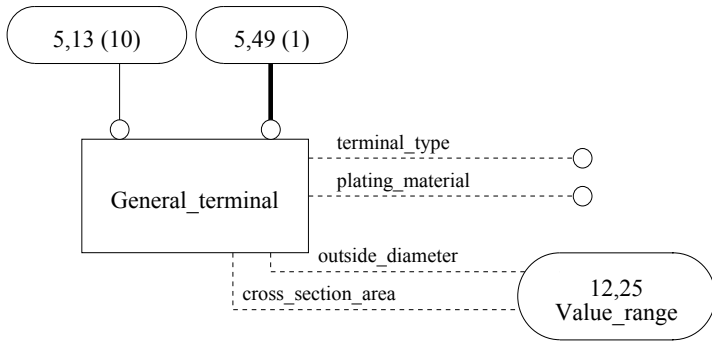 5,13 (10)
5,49 (1)
terminal_type
plating_material
General_terminal
outside_diameter
cross_section_area
12,25
Value_range